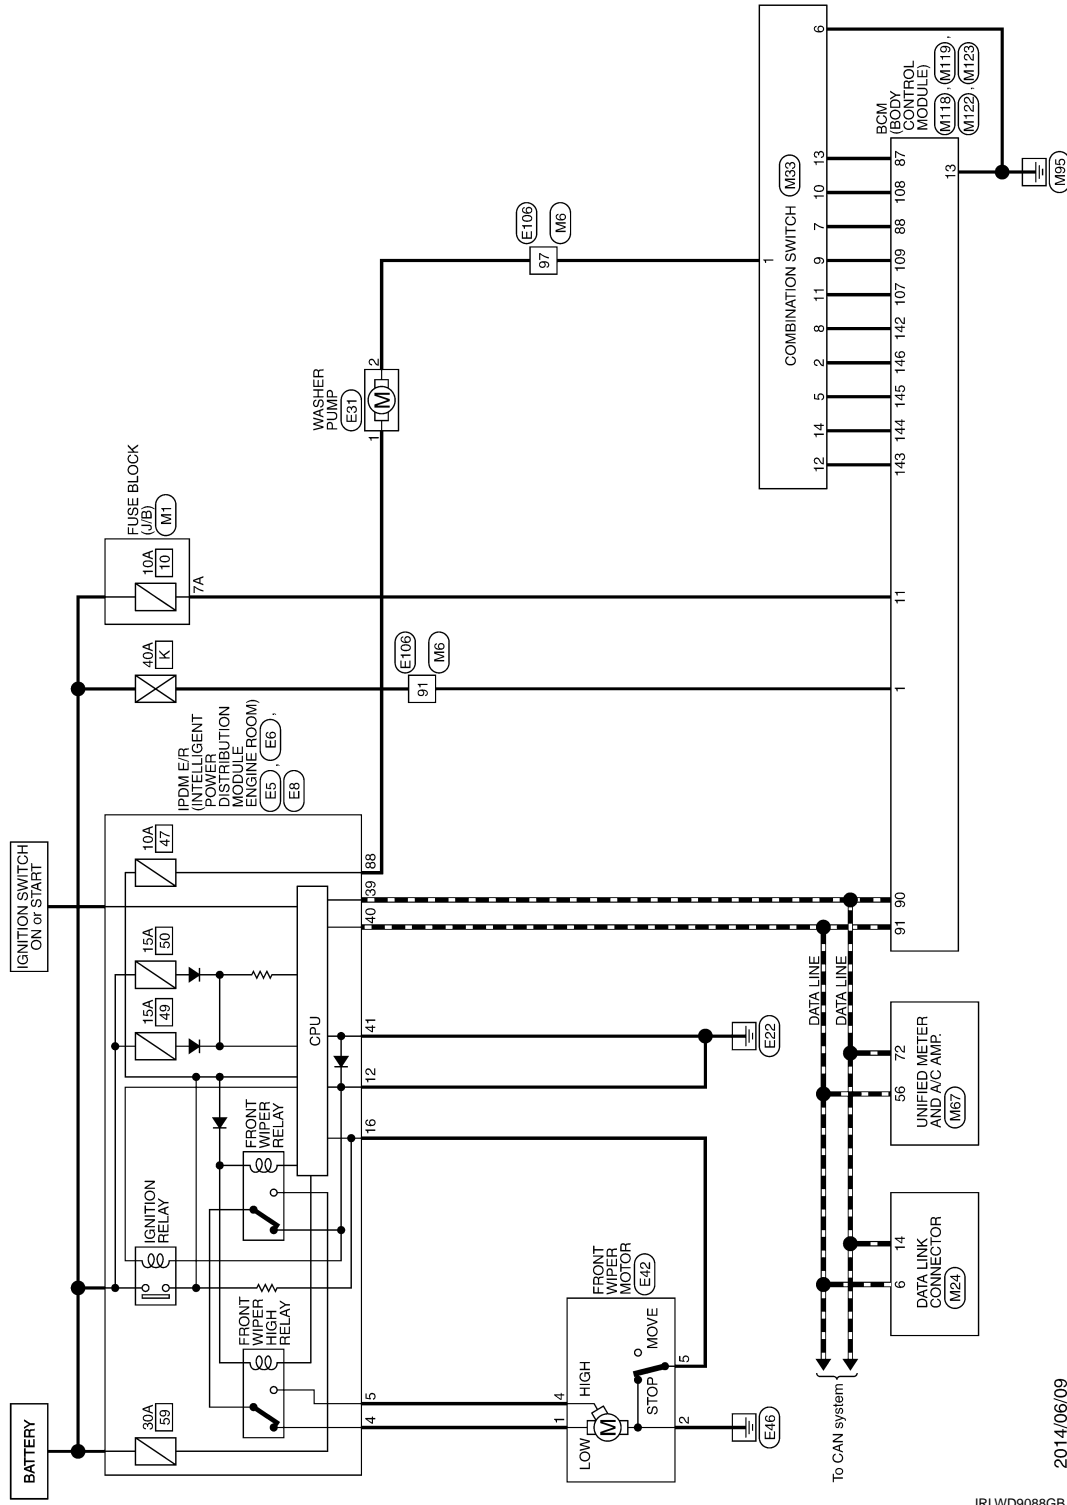 BATTERY
IGNITION SWITCH
ON or START
30A
59
FRONT
WIPER
HIGH
RELAY
IGNITION
RELAY
FRONT
WIPER
RELAY
15A
49
15A
50
10A
47
CPU
IPDM E/R
(INTELLIGENT
POWER
DISTRIBUTION
MODULE
ENGINE ROOM)
E5 , E6 ,
E8
40A
K
10A
10
FUSE BLOCK
(J/B)
M1
7A
4
5
16
12
41
40
39
88
WASHER
PUMP
E31
M
1
2
E106
M6
91
E106
M6
97
FRONT
WIPER
MOTOR
E42
1
4
LOW
HIGH
M
STOP
MOVE
2
5
E46
E22
DATA LINE
DATA LINE
To CAN system
6
14
DATA LINK
CONNECTOR
M24
56
72
UNIFIED METER
AND A/C AMP.
M67
COMBINATION SWITCH
M33
1
12
14
5
2
8
11
9
7
10
13
6
91
90
1
11
143
144
145
146
142
107
109
88
108
87
13
BCM
(BODY
CONTROL
MODULE)
M118 , M119 ,
M122 , M123
M95
2014/06/09
JRLWD9088GB